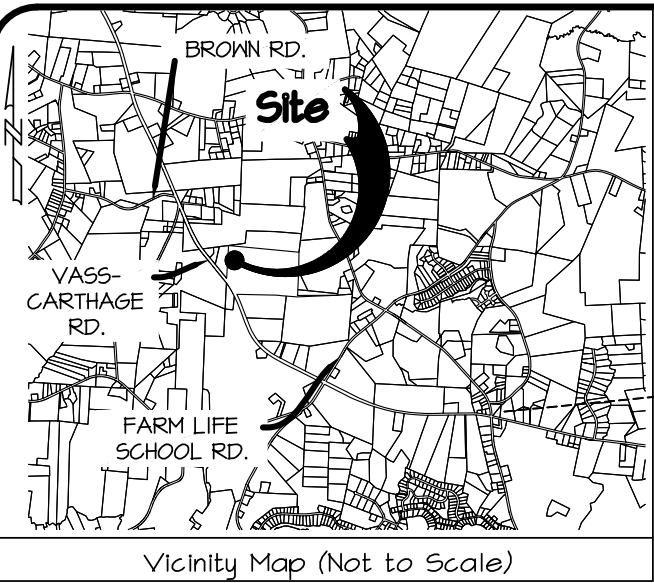 BROWN RD.
Site
N
VASS-
CARTHAGE
RD.
FARM LIFE
SCHOOL RD.
Vicinity Map (Not to Scale)